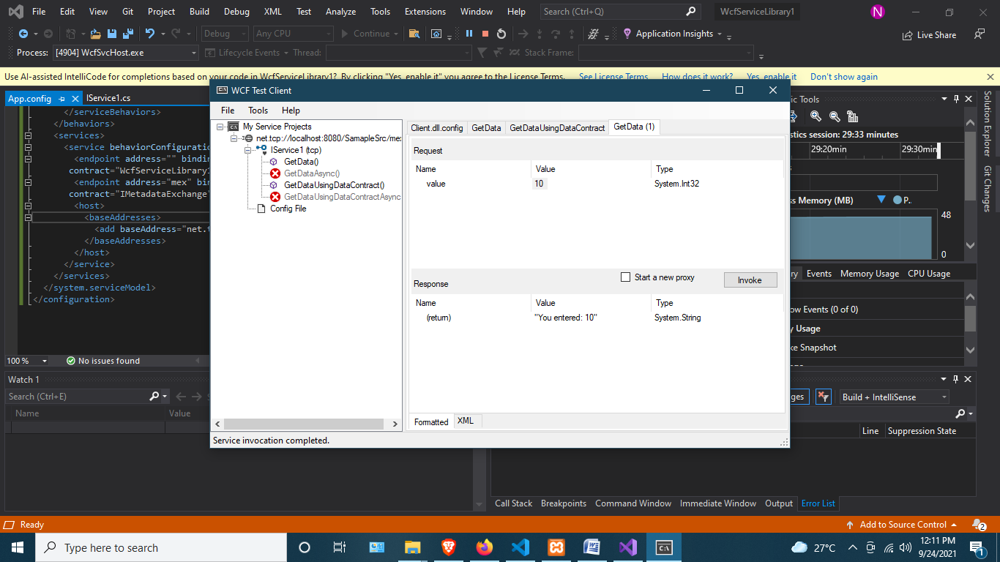 File Edit View Git Project Build Debug XML Test Analyze Tools Extensions Window Help Search (Ctrl+Q) WcfServiceLibrary1 N
Debug Any CPU Continue Application Insights Live Share
Process: [4904] WcfSvcHost.exe Lifecycle Events Thread: Stack Frame:
Use AI-assisted IntelliCode for completions based on your code in WcfServiceLibrary1? By clicking "Yes, enable it" you agree to the License Terms. See License Terms How does it work? Yes, enable it Don't show again
App.config IService1.cs
</serviceBehaviors>
</behaviors>
<services>
<service behaviorConfiguratio
<endpoint address="" bindin
contract="WcfServiceLibrary1
<endpoint address="mex" bin
contract="IMetadataExchange"
<host>
<baseAddresses>
<add baseAddress="net.t
</baseAddresses>
</host>
</service>
</services>
</system.serviceModel>
</configuration>
100 % No issues found
WCF Test Client
File Tools Help
My Service Projects
net.tcp://localhost:8080/SamapleSrc/mex
IService1 (tcp)
GetData()
GetDataAsync()
GetDataUsingDataContract()
GetDataUsingDataContractAsync
Config File
Client.dll.config GetData GetDataUsingDataContract GetData (1)
Request
Name Value Type
value 10 System.Int32
Response Start a new proxy Invoke
Name Value Type
(return) "You entered: 10" System.String
Formatted XML
Service invocation completed.
ic Tools
stics session: 29:33 minutes
29:20min 29:30min
ss Memory (MB) P..
48
0
ry Events Memory Usage CPU Usage
ow Events (0 of 0)
y Usage
ke Snapshot
Solution Explorer
Git Changes
Watch 1
Search (Ctrl+E)
Name Value
ges Build + IntelliSense
Line Suppression State
Call Stack Breakpoints Command Window Immediate Window Output Error List
Ready Add to Source Control 2
Type here to search 27°C 12:11 PM
9/24/2021 1